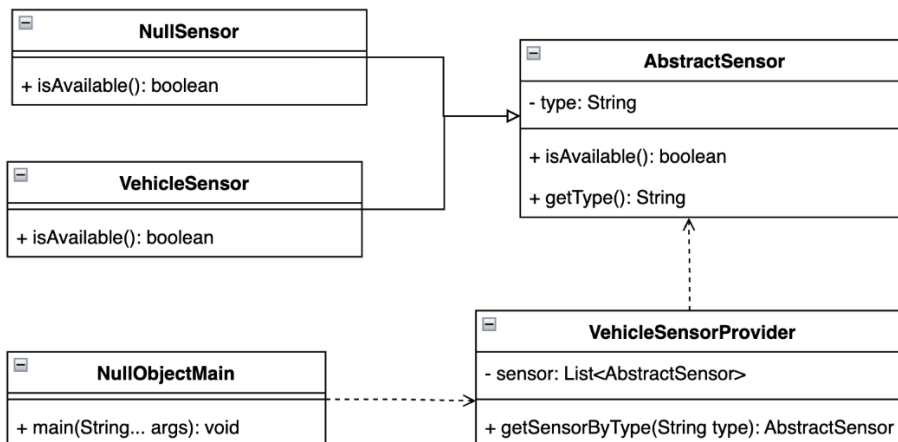 NullSensor
+ isAvailable(): boolean
AbstractSensor
- type: String
+ isAvailable(): boolean
+ getType(): String
VehicleSensor
+ isAvailable(): boolean
VehicleSensorProvider
- sensor: List<AbstractSensor>
+ getSensorByType(String type): AbstractSensor
NullObjectMain
+ main(String... args): void